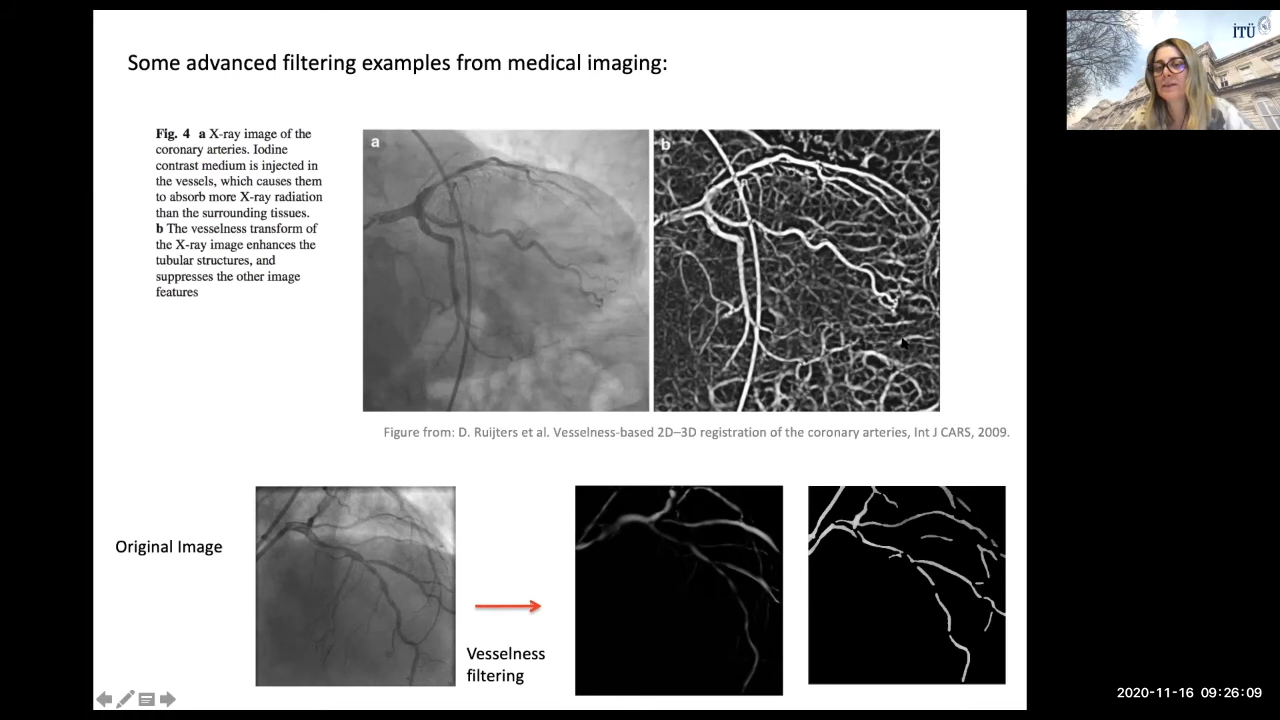 Some advanced filtering examples from medical imaging:
Fig. 4 a X-ray image of the
coronary arteries. Iodine
contrast medium is injected in
the vessels, which causes them
to absorb more X-ray radiation
than the surrounding tissues.
b The vesselness transform of
the X-ray image enhances the
tubular structures, and
suppresses the other image
features
a
b
Figure from: D. Ruijters et al. Vesselness-based 2D–3D registration of the coronary arteries, Int J CARS, 2009.
Original Image
Vesselness
filtering
İTÜ
2020-11-16 09:26:09